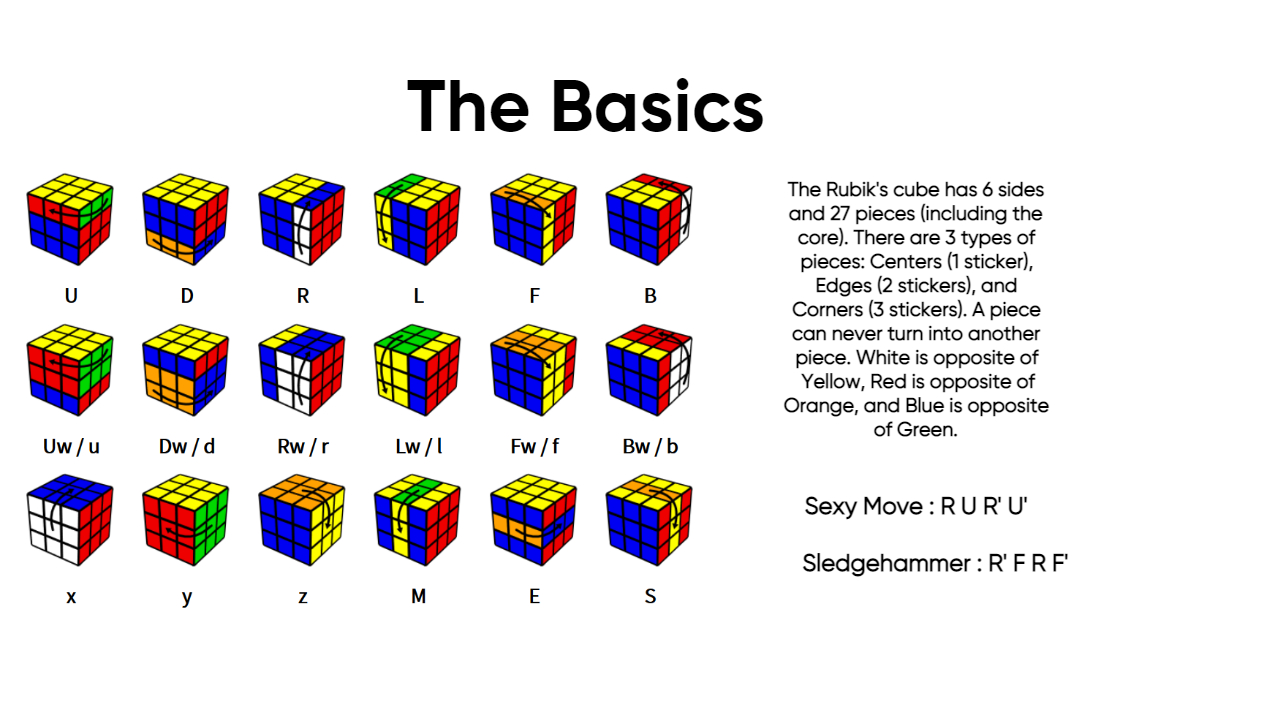 The Basics
U D R L F B
Uw / u Dw / d Rw / r Lw / l Fw / f Bw / b
x y z M E S
The Rubik's cube has 6 sides
and 27 pieces (including the
core). There are 3 types of
pieces: Centers (1 sticker),
Edges (2 stickers), and
Corners (3 stickers). A piece
can never turn into another
piece. White is opposite of
Yellow, Red is opposite of
Orange, and Blue is opposite
of Green.
Sexy Move : R U R' U'
Sledgehammer : R' F R F'